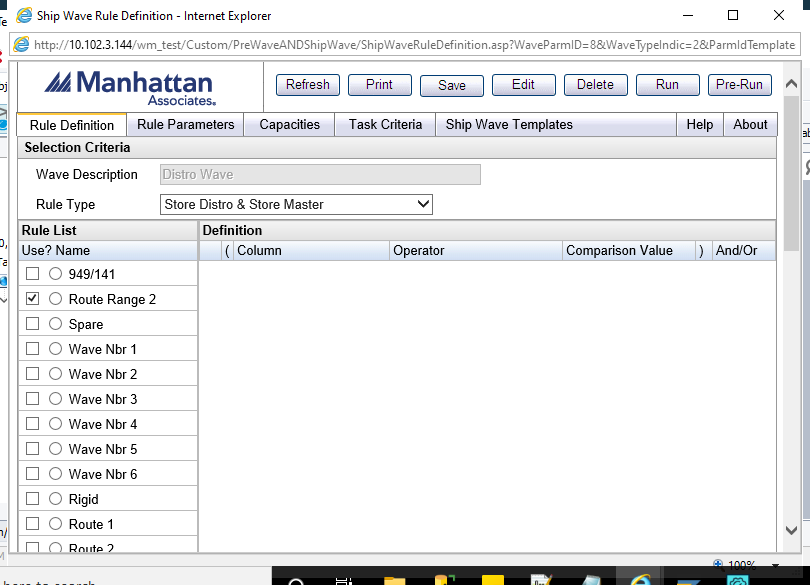 Ship Wave Rule Definition - Internet Explorer
http://10.102.3.144/wm_test/Custom/PreWaveANDShipWave/ShipWaveRuleDefinition.asp?WaveParmID=8&WaveTypeIndic=2&ParmIdTemplate
Manhattan
Associates.
Refresh Print Save Edit Delete Run Pre-Run
Rule Definition Rule Parameters Capacities Task Criteria Ship Wave Templates Help About
Selection Criteria
Wave Description Distro Wave
Rule Type Store Distro & Store Master
Rule List Definition
Use? Name ( Column Operator Comparison Value ) And/Or
949/141
Route Range 2
Spare
Wave Nbr 1
Wave Nbr 2
Wave Nbr 3
Wave Nbr 4
Wave Nbr 5
Wave Nbr 6
Rigid
Route 1
Route 2
100%
here to search